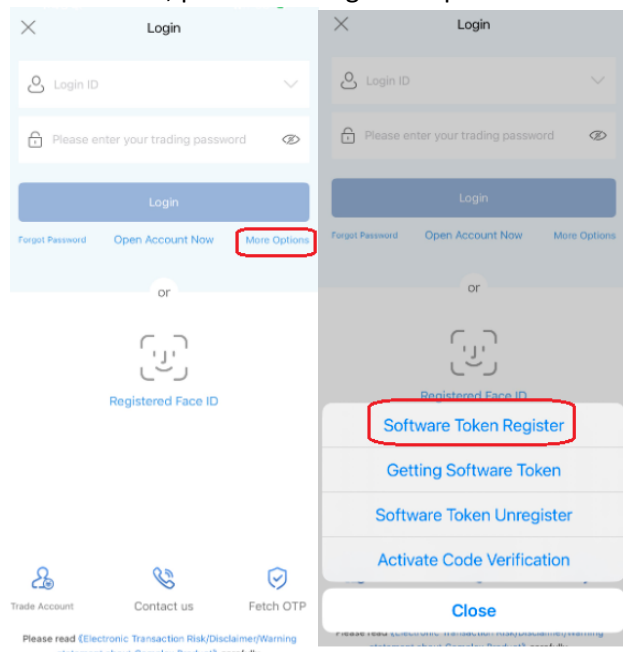 Login
Login ID
Please enter your trading password
Login
Forgot Password Open Account Now More Options
or
Registered Face ID
Trade Account Contact us Fetch OTP
Please read 《Electronic Transaction Risk/Disclaimer/Warning
Login
Login ID
Please enter your trading password
Login
Forgot Password Open Account Now More Options
or
Registered Face ID
Software Token Register
Getting Software Token
Software Token Unregister
Activate Code Verification
Close